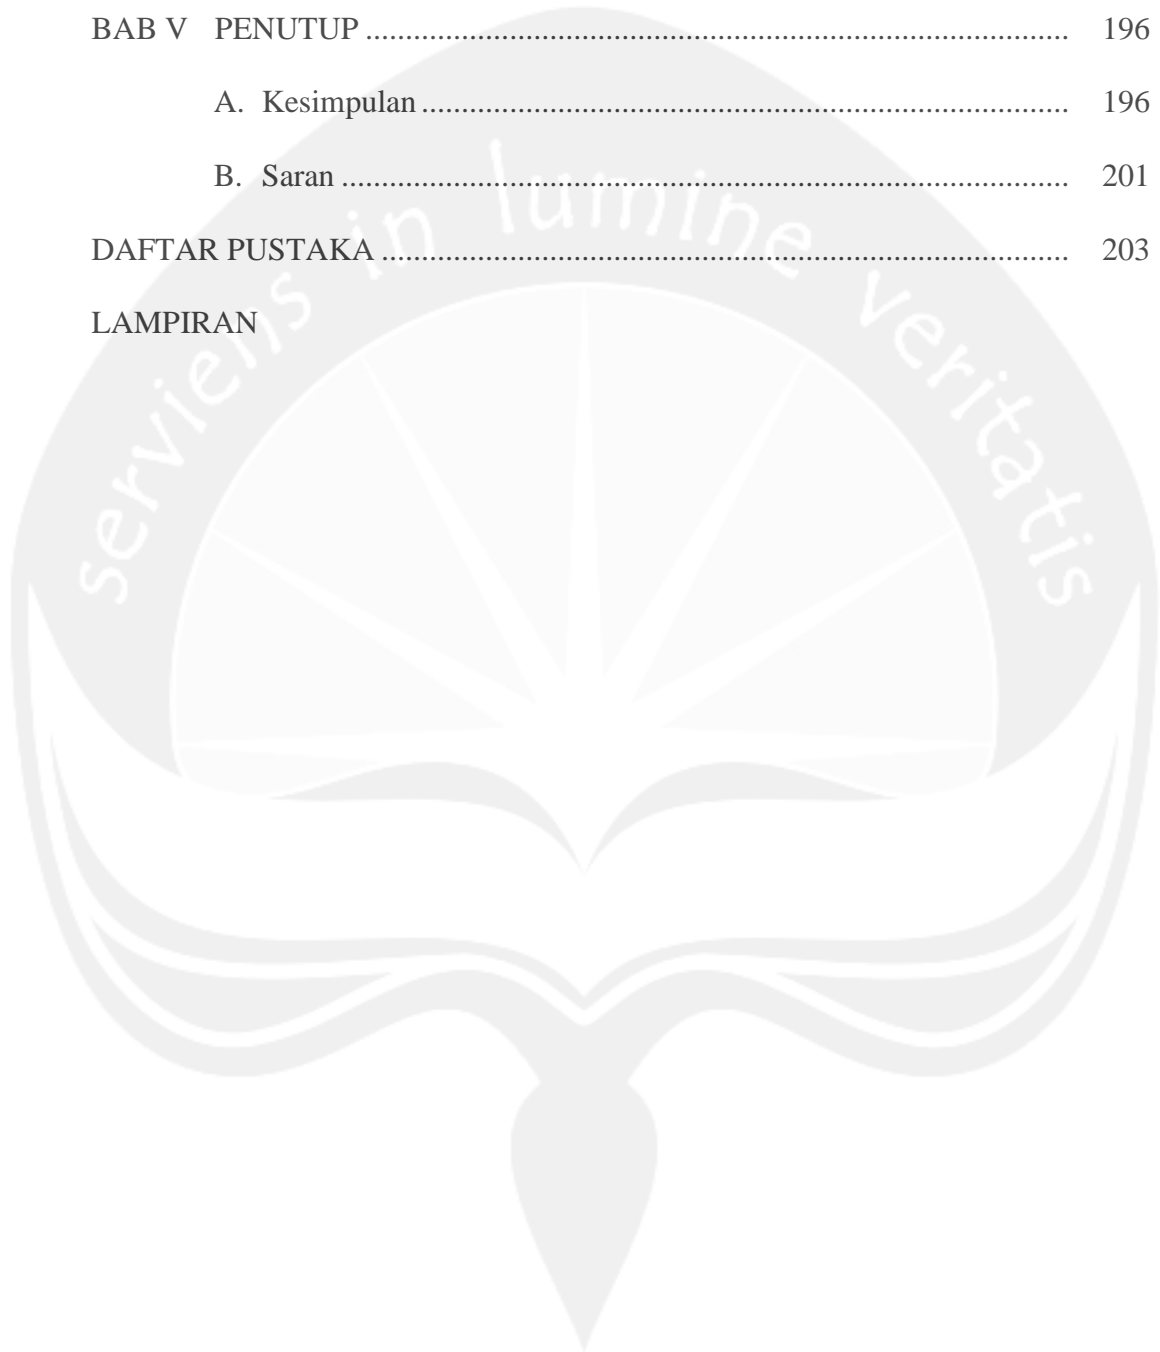 BAB V PENUTUP ........................................................................................ 196
A. Kesimpulan ................................................................................. 196
B. Saran ........................................................................................... 201
DAFTAR PUSTAKA ...................................................................................... 203
LAMPIRAN
serviens in lumine veritatis